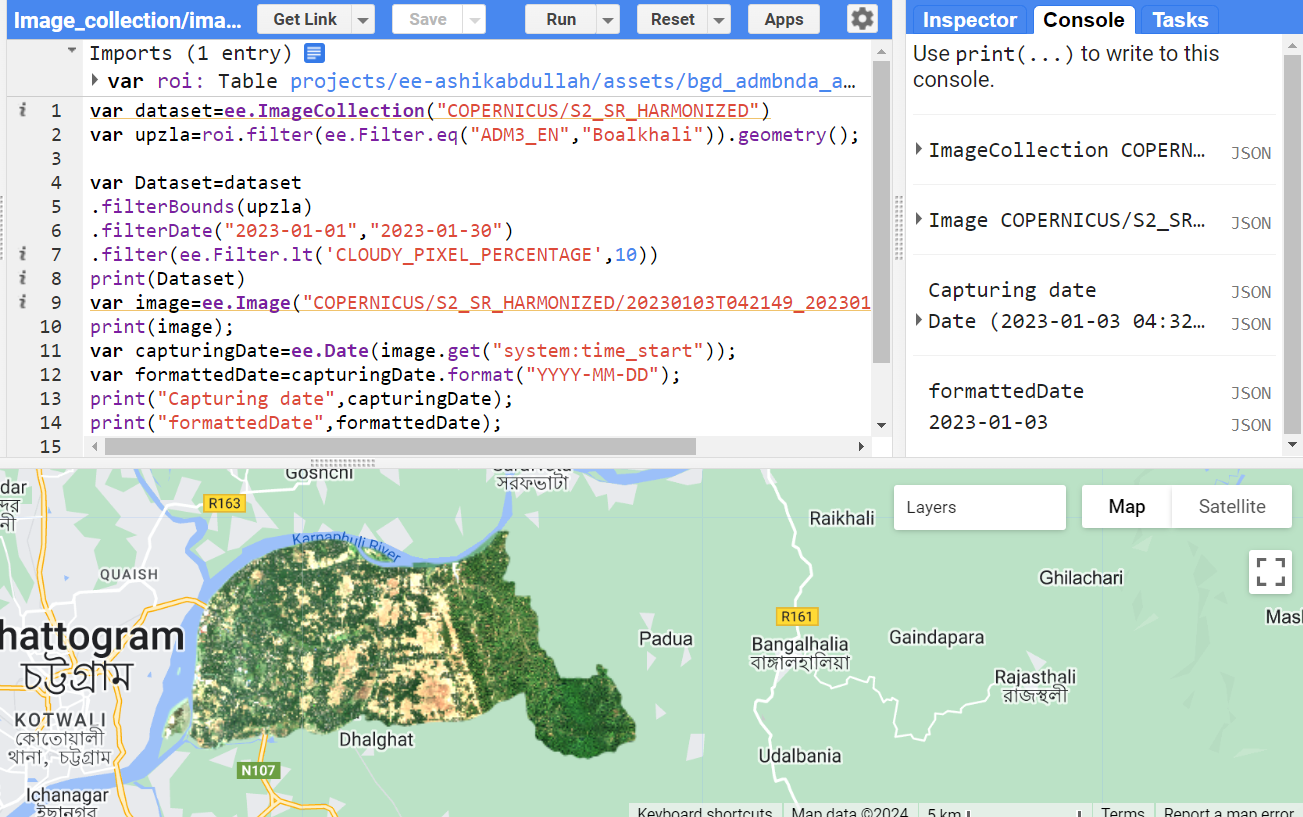 Image_collection/ima...
Get Link
Save
Run
Reset
Apps
Inspector
Console
Tasks
Imports (1 entry)
var roi: Table projects/ee-ashikabdullah/assets/bgd_admbnda_a…
i 1 var dataset=ee.ImageCollection("COPERNICUS/S2_SR_HARMONIZED")
2 var upzla=roi.filter(ee.Filter.eq("ADM3_EN","Boalkhali")).geometry();
3
4 var Dataset=dataset
5 .filterBounds(upzla)
6 .filterDate("2023-01-01","2023-01-30")
i 7 .filter(ee.Filter.lt('CLOUDY_PIXEL_PERCENTAGE',10))
i 8 print(Dataset)
i 9 var image=ee.Image("COPERNICUS/S2_SR_HARMONIZED/20230103T042149_202301
10 print(image);
11 var capturingDate=ee.Date(image.get("system:time_start"));
12 var formattedDate=capturingDate.format("YYYY-MM-DD");
13 print("Capturing date",capturingDate);
14 print("formattedDate",formattedDate);
15
Use print(...) to write to this
console.
ImageCollection COPERN… JSON
Image COPERNICUS/S2_SR… JSON
Capturing date JSON
Date (2023-01-03 04:32… JSON
formattedDate JSON
2023-01-03 JSON
Goshchi
সরফভাটা
R163
Karnaphuli River
Raikhali
Layers
Map
Satellite
QUAISH
Ghilachari
R161
hattogram
চট্টগ্রাম
Padua
Bangalhalia
বাঙ্গালহালিয়া
Gaindapara
Rajasthali
রাজস্থলী
KOTWALI
কোতোয়ালী
থানা, চট্টগ্রাম
Dhalghat
Udalbania
N107
Ichanagar
ইছানগর
Keyboard shortcuts
Map data ©2024
5 km
Terms
Report a map error